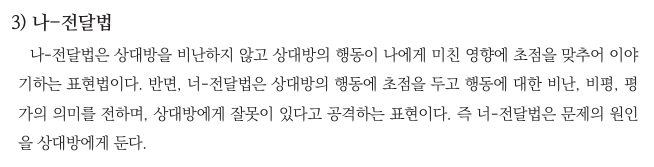 3) 나-전달법
나-전달법은 상대방을 비난하지 않고 상대방의 행동이 나에게 미친 영향에 초점을 맞추어 이야
기하는 표현법이다. 반면, 너-전달법은 상대방의 행동에 초점을 두고 행동에 대한 비난, 비평, 평
가의 의미를 전하며, 상대방에게 잘못이 있다고 공격하는 표현이다. 즉 너-전달법은 문제의 원인
을 상대방에게 둔다.